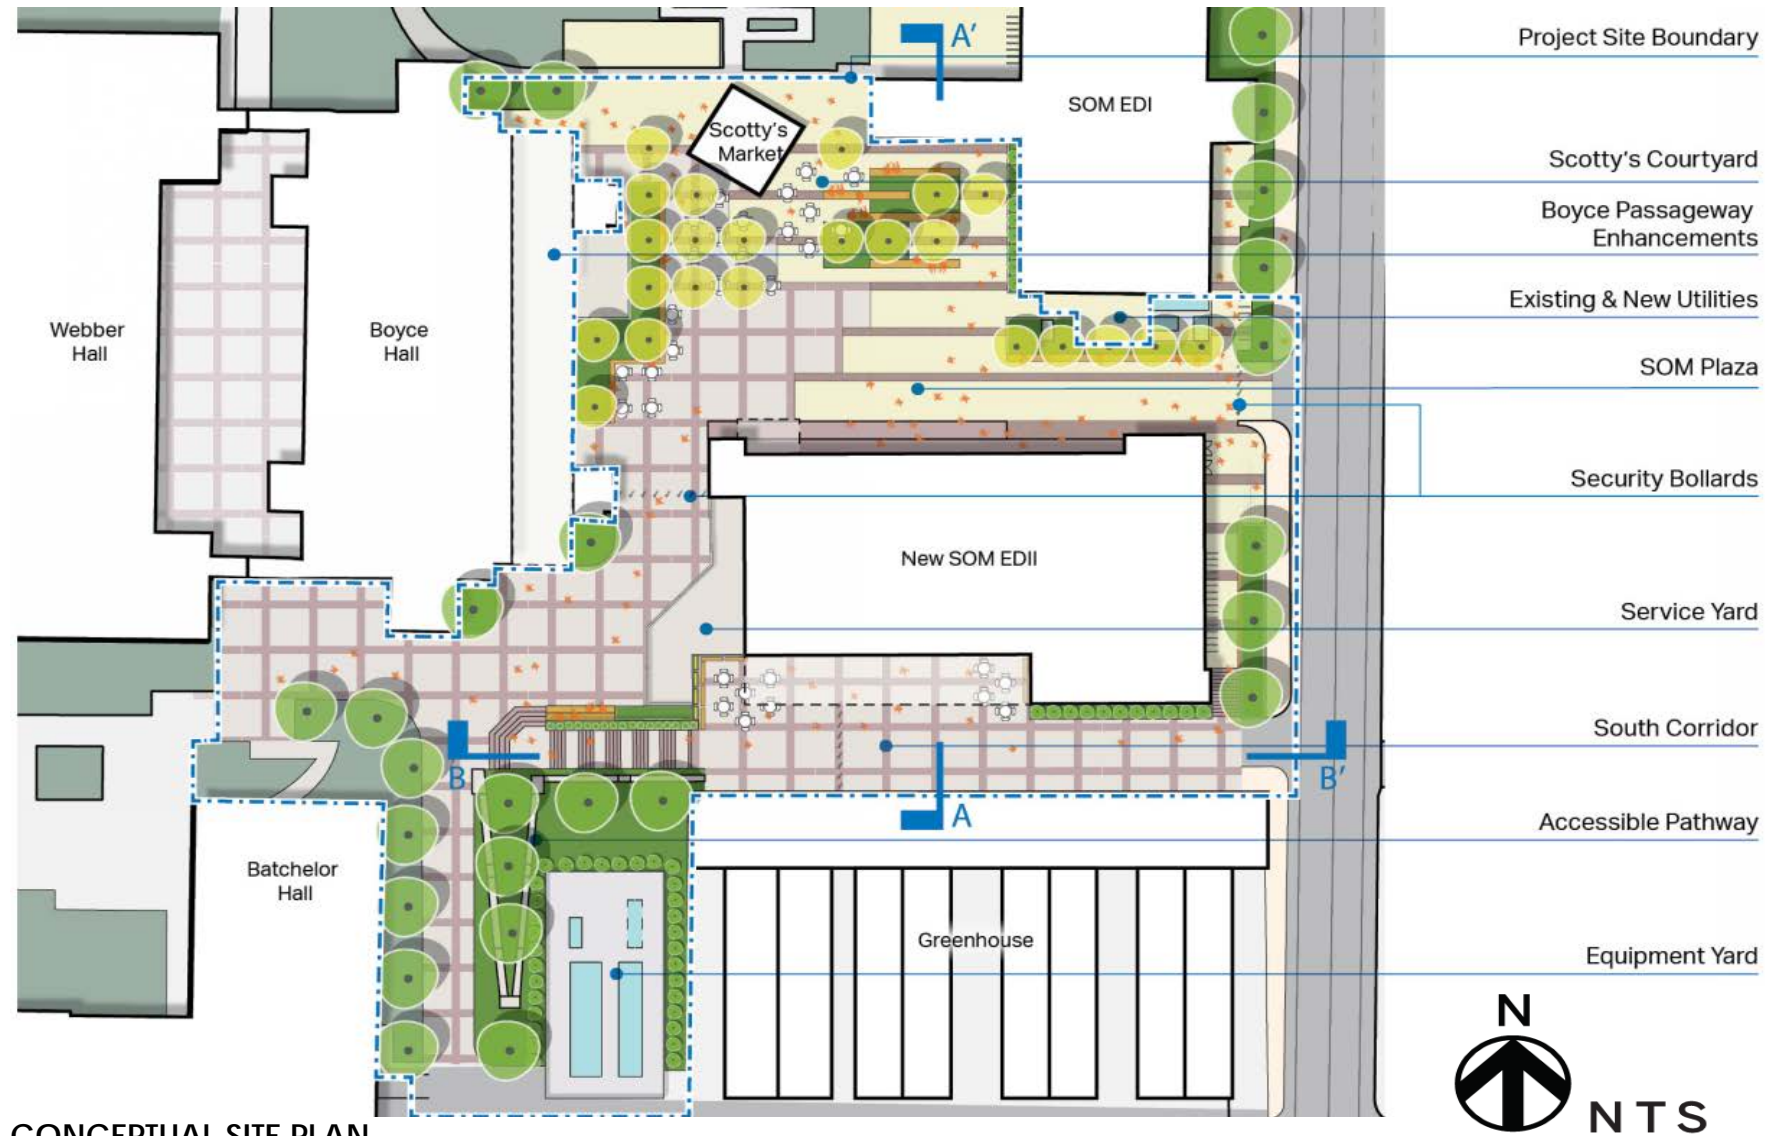 A'
Project Site Boundary
SOM EDI
Scotty's
Market
Scotty's Courtyard
Boyce Passageway
Enhancements
Existing & New Utilities
Webber
Hall
Boyce
Hall
SOM Plaza
Security Bollards
New SOM EDII
Service Yard
South Corridor
B
B'
A
Accessible Pathway
Batchelor
Hall
Greenhouse
Equipment Yard
N
NTS
CONCEPTUAL SITE PLAN